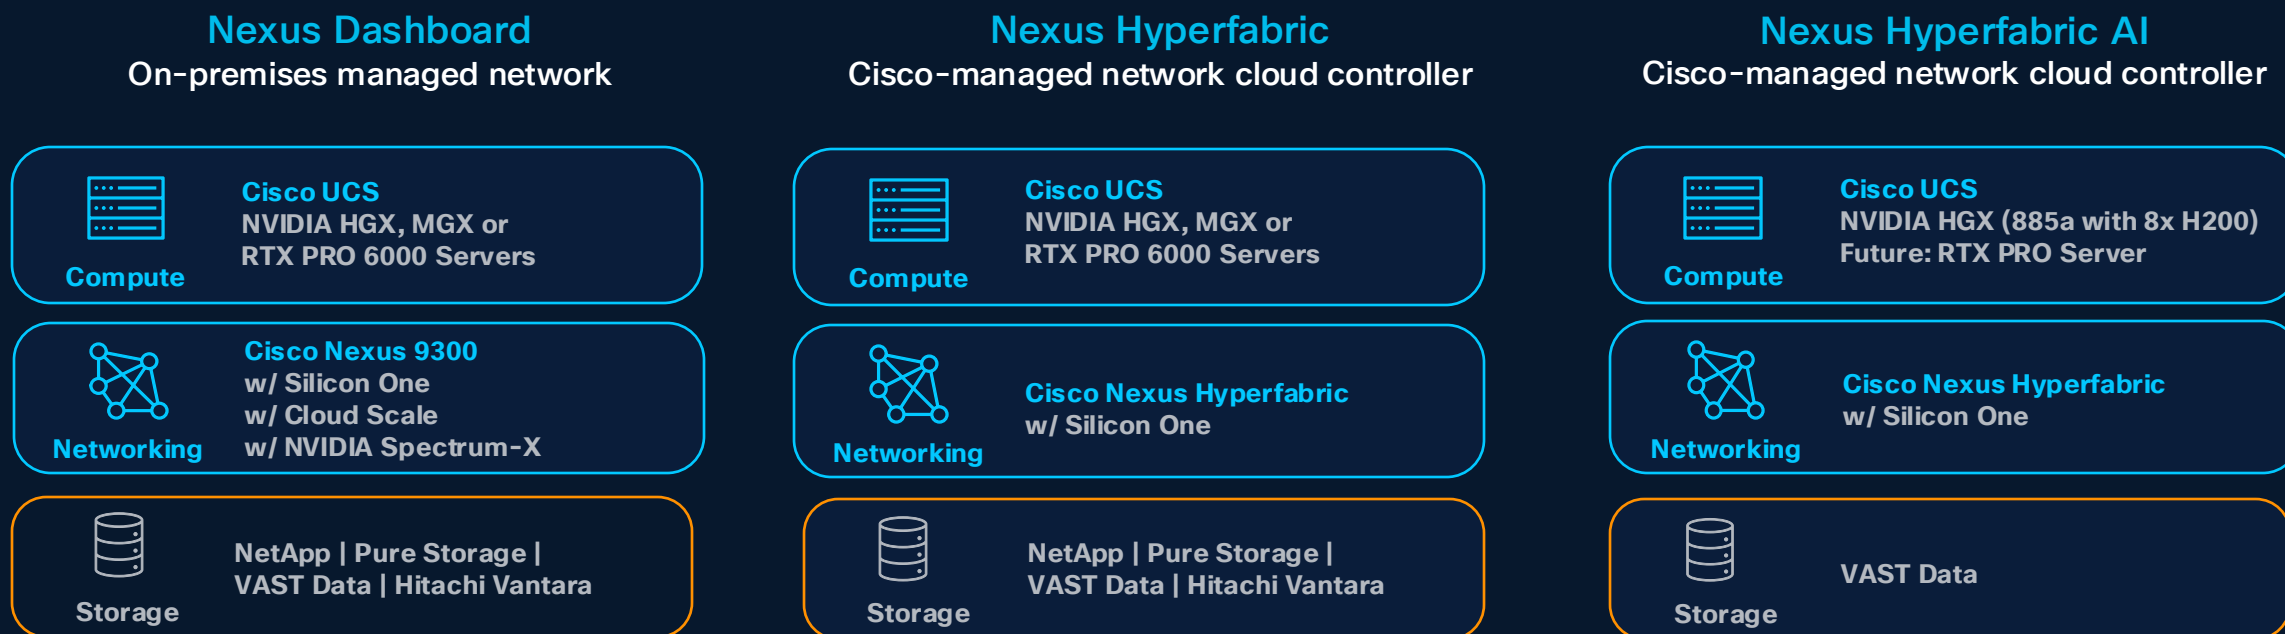 Nexus Dashboard
On-premises managed network
Cisco UCS
NVIDIA HGX, MGX or
RTX PRO 6000 Servers
Compute
Cisco Nexus 9300
w/ Silicon One
w/ Cloud Scale
w/ NVIDIA Spectrum-X
Networking
NetApp | Pure Storage |
VAST Data | Hitachi Vantara
Storage
Nexus Hyperfabric
Cisco-managed network cloud controller
Cisco UCS
NVIDIA HGX, MGX or
RTX PRO 6000 Servers
Compute
Cisco Nexus Hyperfabric
w/ Silicon One
Networking
NetApp | Pure Storage |
VAST Data | Hitachi Vantara
Storage
Nexus Hyperfabric AI
Cisco-managed network cloud controller
Cisco UCS
NVIDIA HGX (885a with 8x H200)
Future: RTX PRO Server
Compute
Cisco Nexus Hyperfabric
w/ Silicon One
Networking
VAST Data
Storage